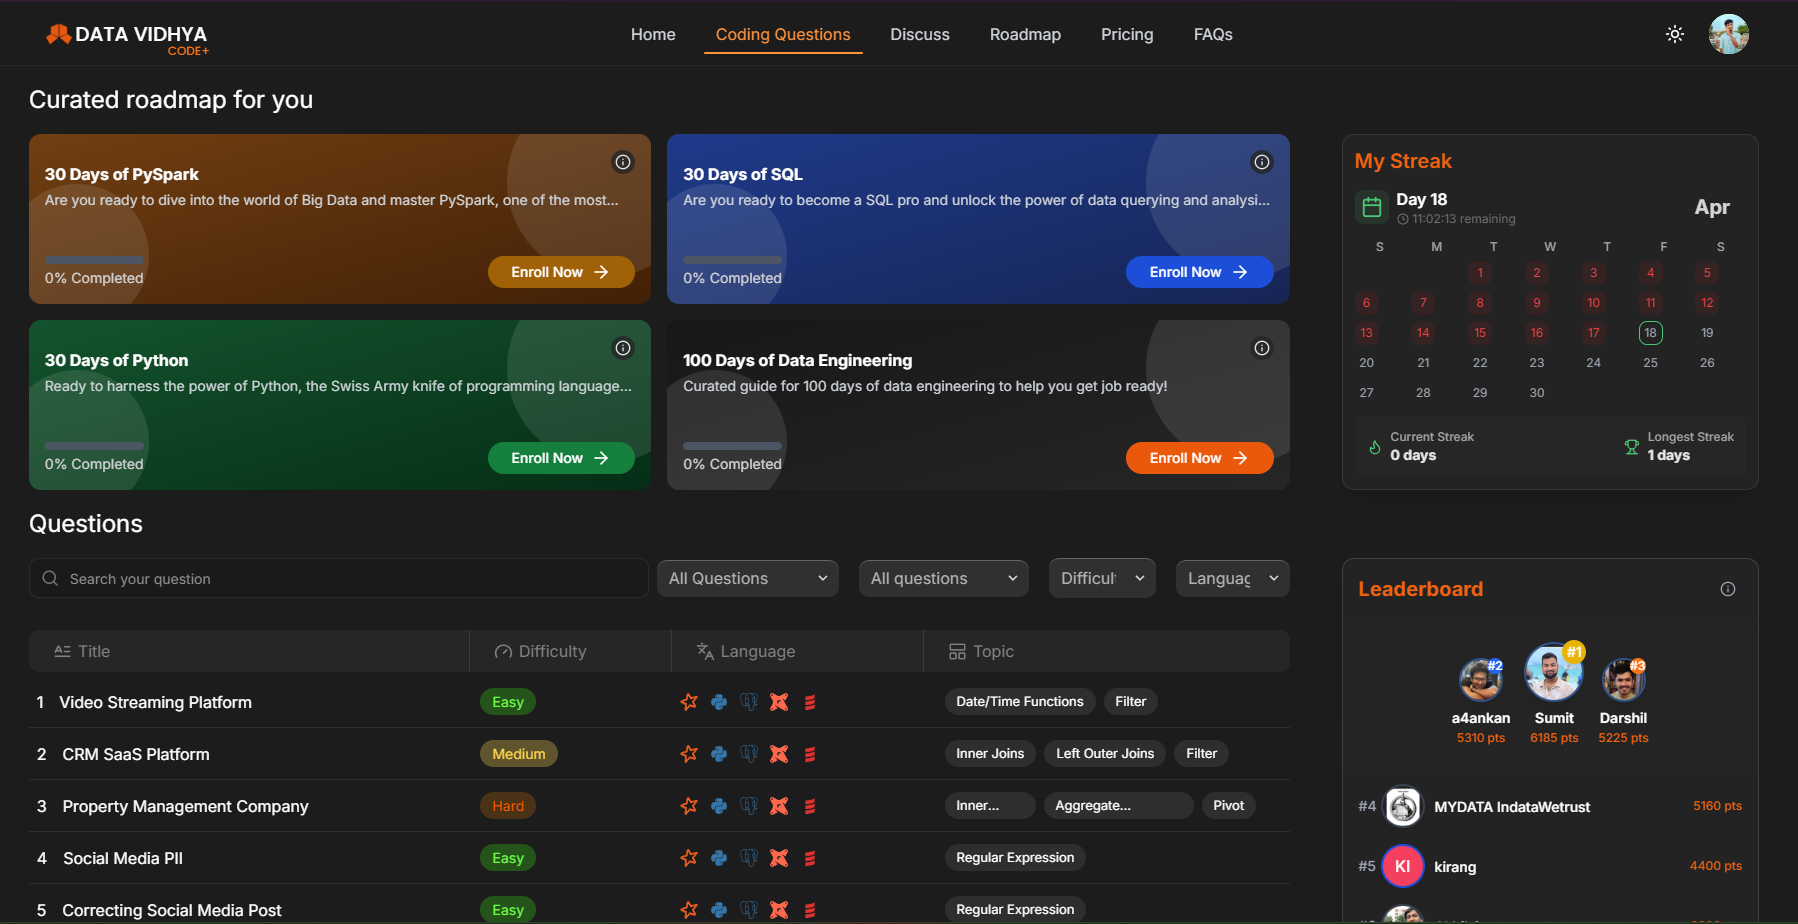 DATA VIDHYA
CODE+
Home
Coding Questions
Discuss
Roadmap
Pricing
FAQs
Curated roadmap for you
30 Days of PySpark
Are you ready to dive into the world of Big Data and master PySpark, one of the most...
0% Completed
Enroll Now
30 Days of SQL
Are you ready to become a SQL pro and unlock the power of data querying and analysi...
0% Completed
Enroll Now
30 Days of Python
Ready to harness the power of Python, the Swiss Army knife of programming language...
0% Completed
Enroll Now
100 Days of Data Engineering
Curated guide for 100 days of data engineering to help you get job ready!
0% Completed
Enroll Now
My Streak
Day 18
11:02:13 remaining
Apr
S M T W T F S
1 2 3 4 5
6 7 8 9 10 11 12
13 14 15 16 17 18 19
20 21 22 23 24 25 26
27 28 29 30
Current Streak
0 days
Longest Streak
1 days
Questions
Search your question
All Questions
All questions
Difficul
Languag
Title Difficulty Language Topic
1 Video Streaming Platform Easy Date/Time Functions Filter
2 CRM SaaS Platform Medium Inner Joins Left Outer Joins Filter
3 Property Management Company Hard Inner... Aggregate... Pivot
4 Social Media PII Easy Regular Expression
5 Correcting Social Media Post Easy Regular Expression
Leaderboard
#2
a4ankan
5310 pts
#1
Sumit
6185 pts
#3
Darshil
5225 pts
#4 MYDATA IndataWetrust 5160 pts
#5 KI kirang 4400 pts